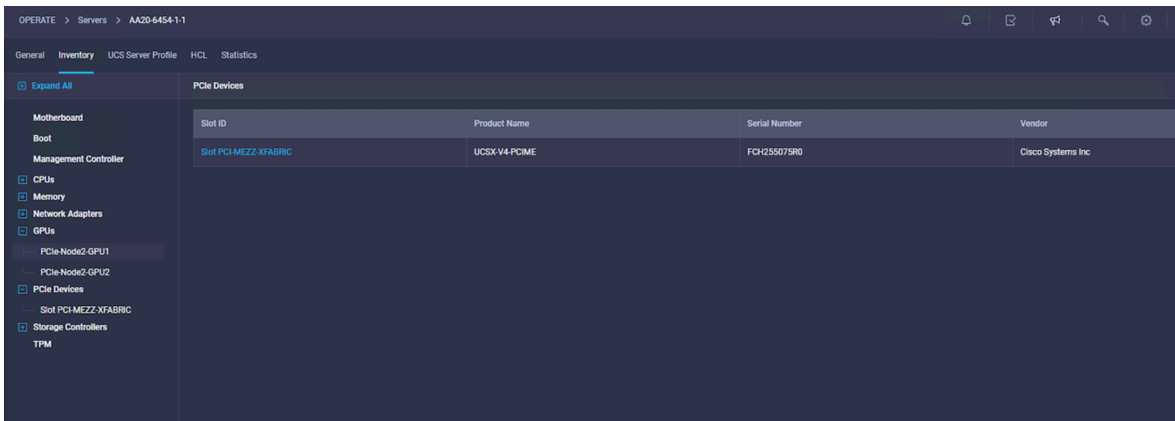 OPERATE > Servers > AA20-6454-1-1
General Inventory UCS Server Profile HCL Statistics
Expand All
PCIe Devices
Motherboard
Boot
Management Controller
CPUs
Memory
Network Adapters
GPUs
PCIe-Node2-GPU1
PCIe-Node2-GPU2
PCIe Devices
Slot PCI-MEZZ-XFABRIC
Storage Controllers
TPM
Slot ID Product Name Serial Number Vendor
Slot PCI-MEZZ-XFABRIC UCSX-V4-PCIME FCH255075R0 Cisco Systems Inc